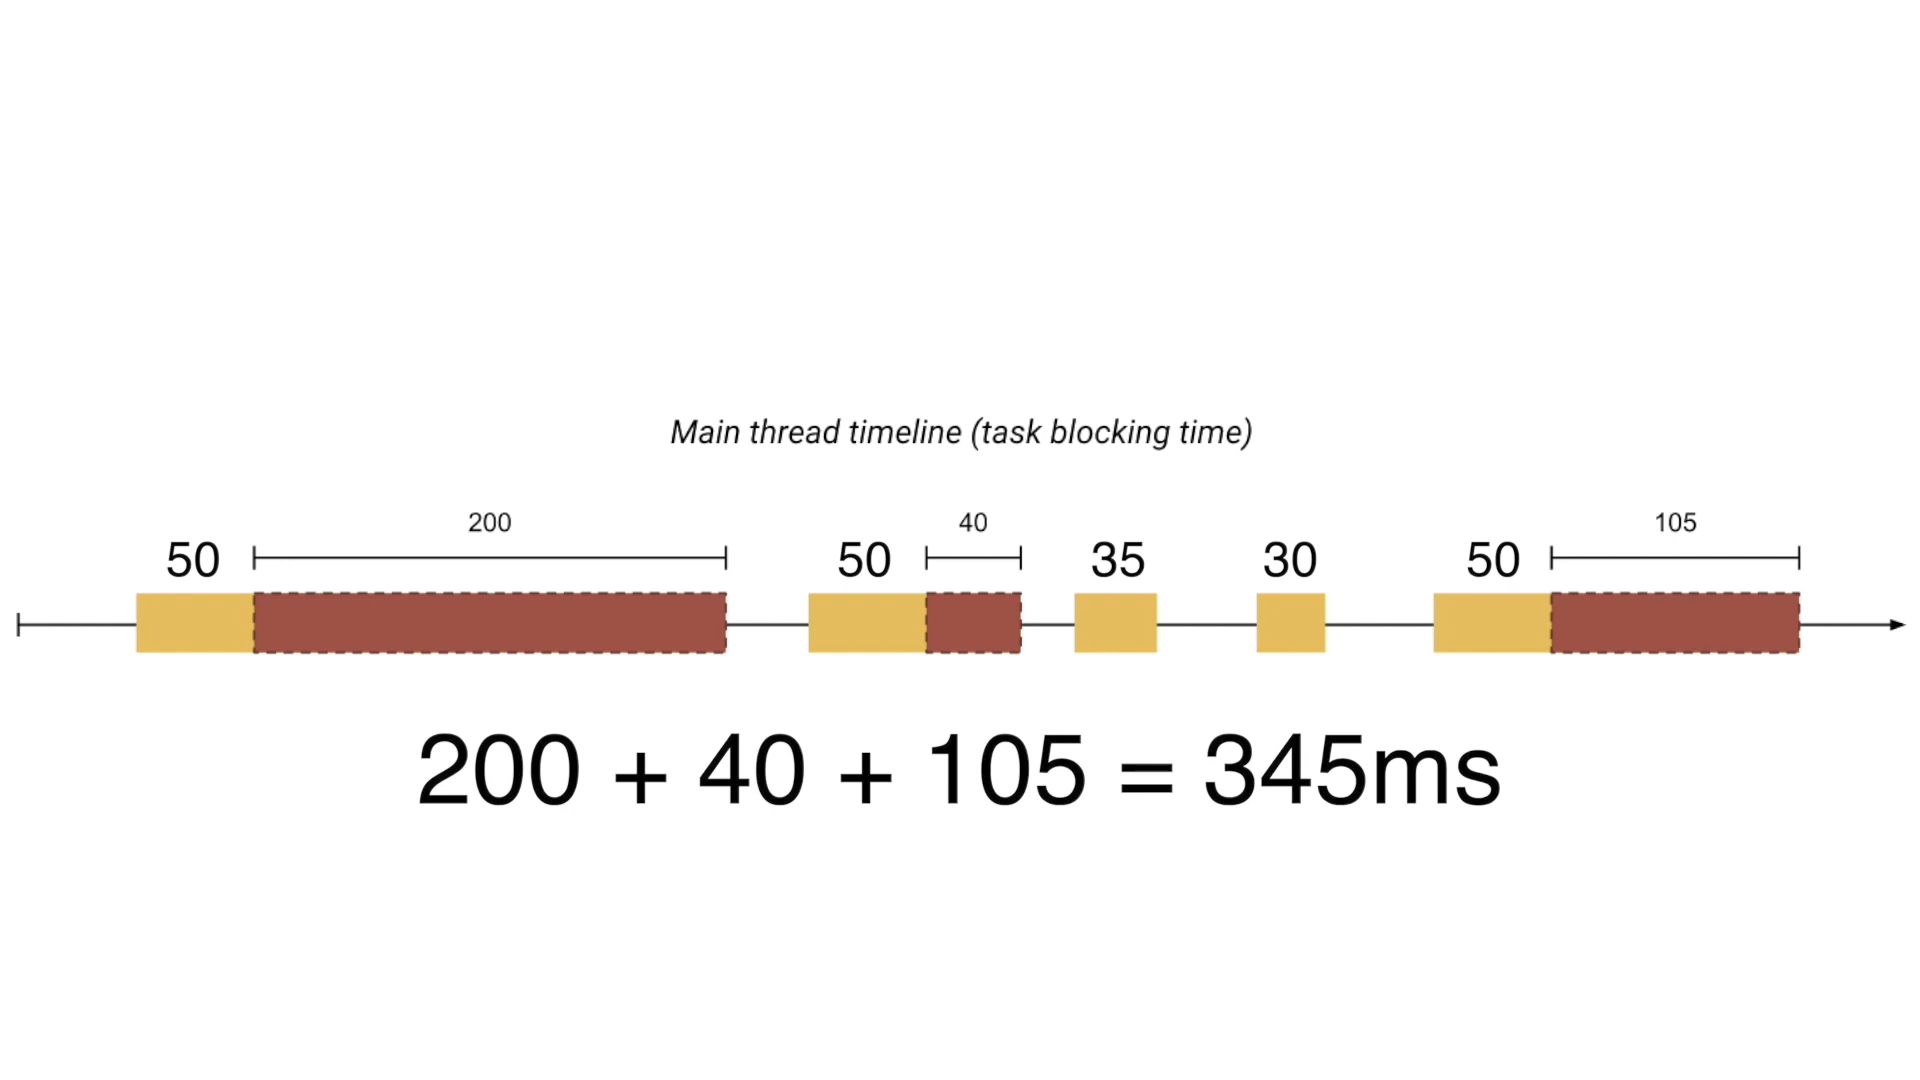 Main thread timeline (task blocking time)
200 40 105
50 50 35 30 50
200 + 40 + 105 = 345ms